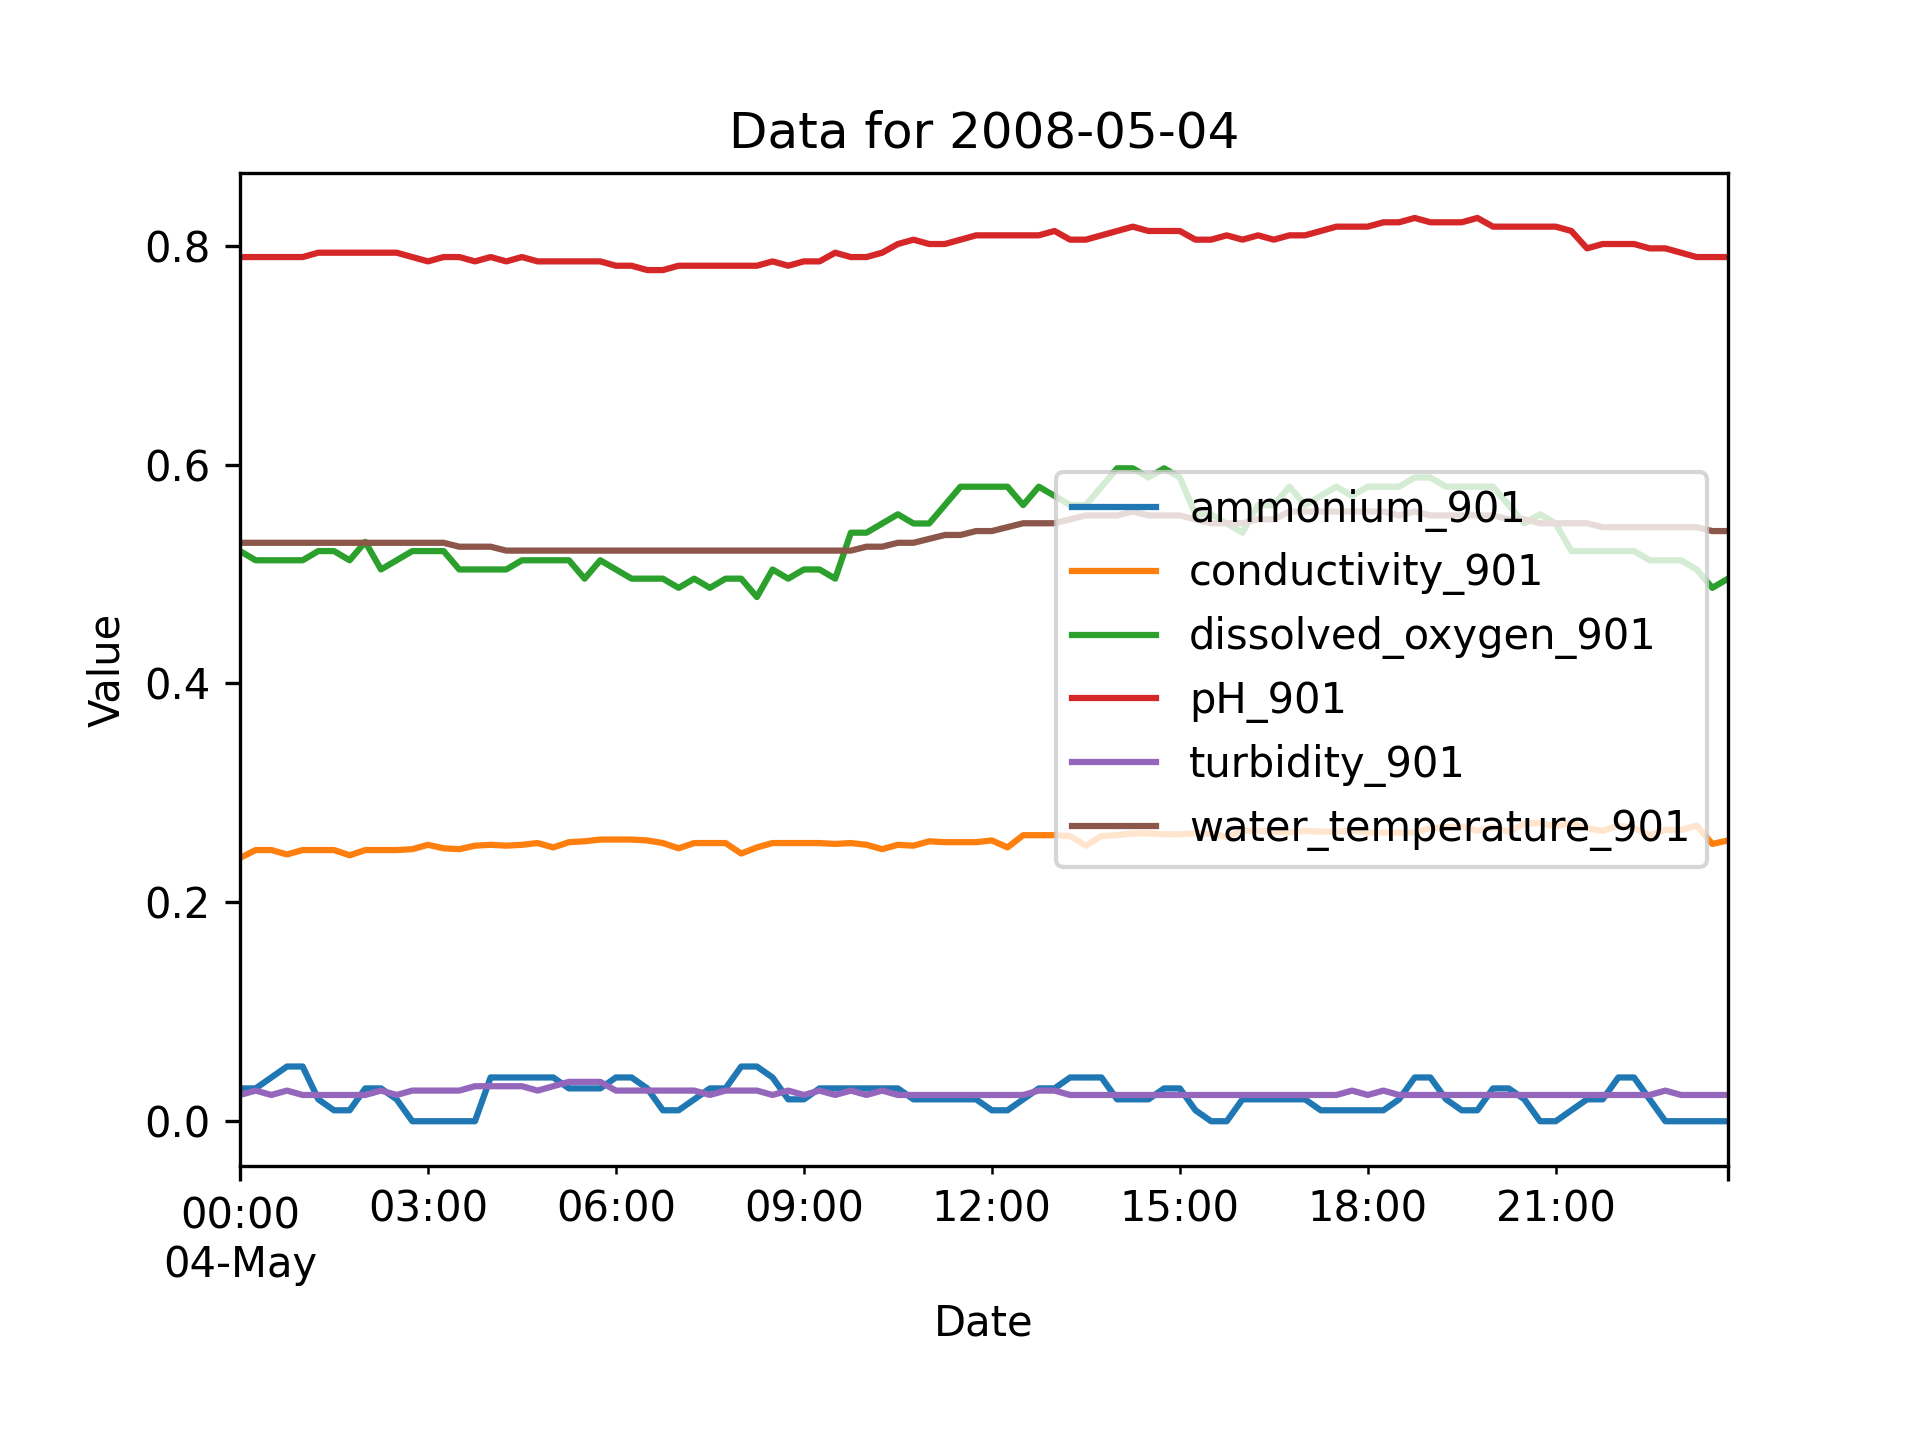 Data for 2008-05-04
Value
0.8
0.6
0.4
0.2
0.0
ammonium_901
conductivity_901
dissolved_oxygen_901
pH_901
turbidity_901
water_temperature_901
00:00 03:00 06:00 09:00 12:00 15:00 18:00 21:00
04-May
Date